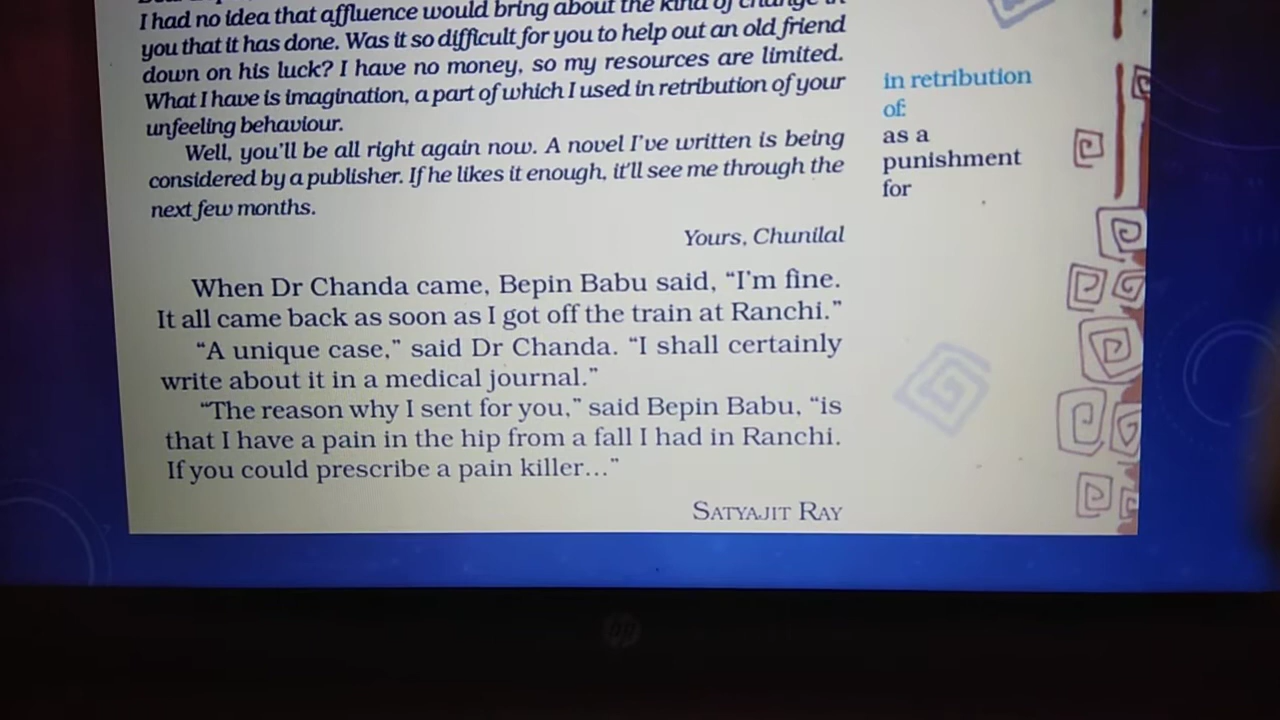 I had no idea that affluence would bring about the kind of change in
you that it has done. Was it so difficult for you to help out an old friend
down on his luck? I have no money, so my resources are limited.
What I have is imagination, a part of which I used in retribution of your
unfeeling behaviour.
Well, you'll be all right again now. A novel I've written is being
considered by a publisher. If he likes it enough, it'll see me through the
next few months.
Yours, Chunilal
in retribution
of:
as a
punishment
for
When Dr Chanda came, Bepin Babu said, “I'm fine.
It all came back as soon as I got off the train at Ranchi.”
“A unique case,” said Dr Chanda. “I shall certainly
write about it in a medical journal.”
“The reason why I sent for you,” said Bepin Babu, “is
that I have a pain in the hip from a fall I had in Ranchi.
If you could prescribe a pain killer...”
SATYAJIT RAY
hp